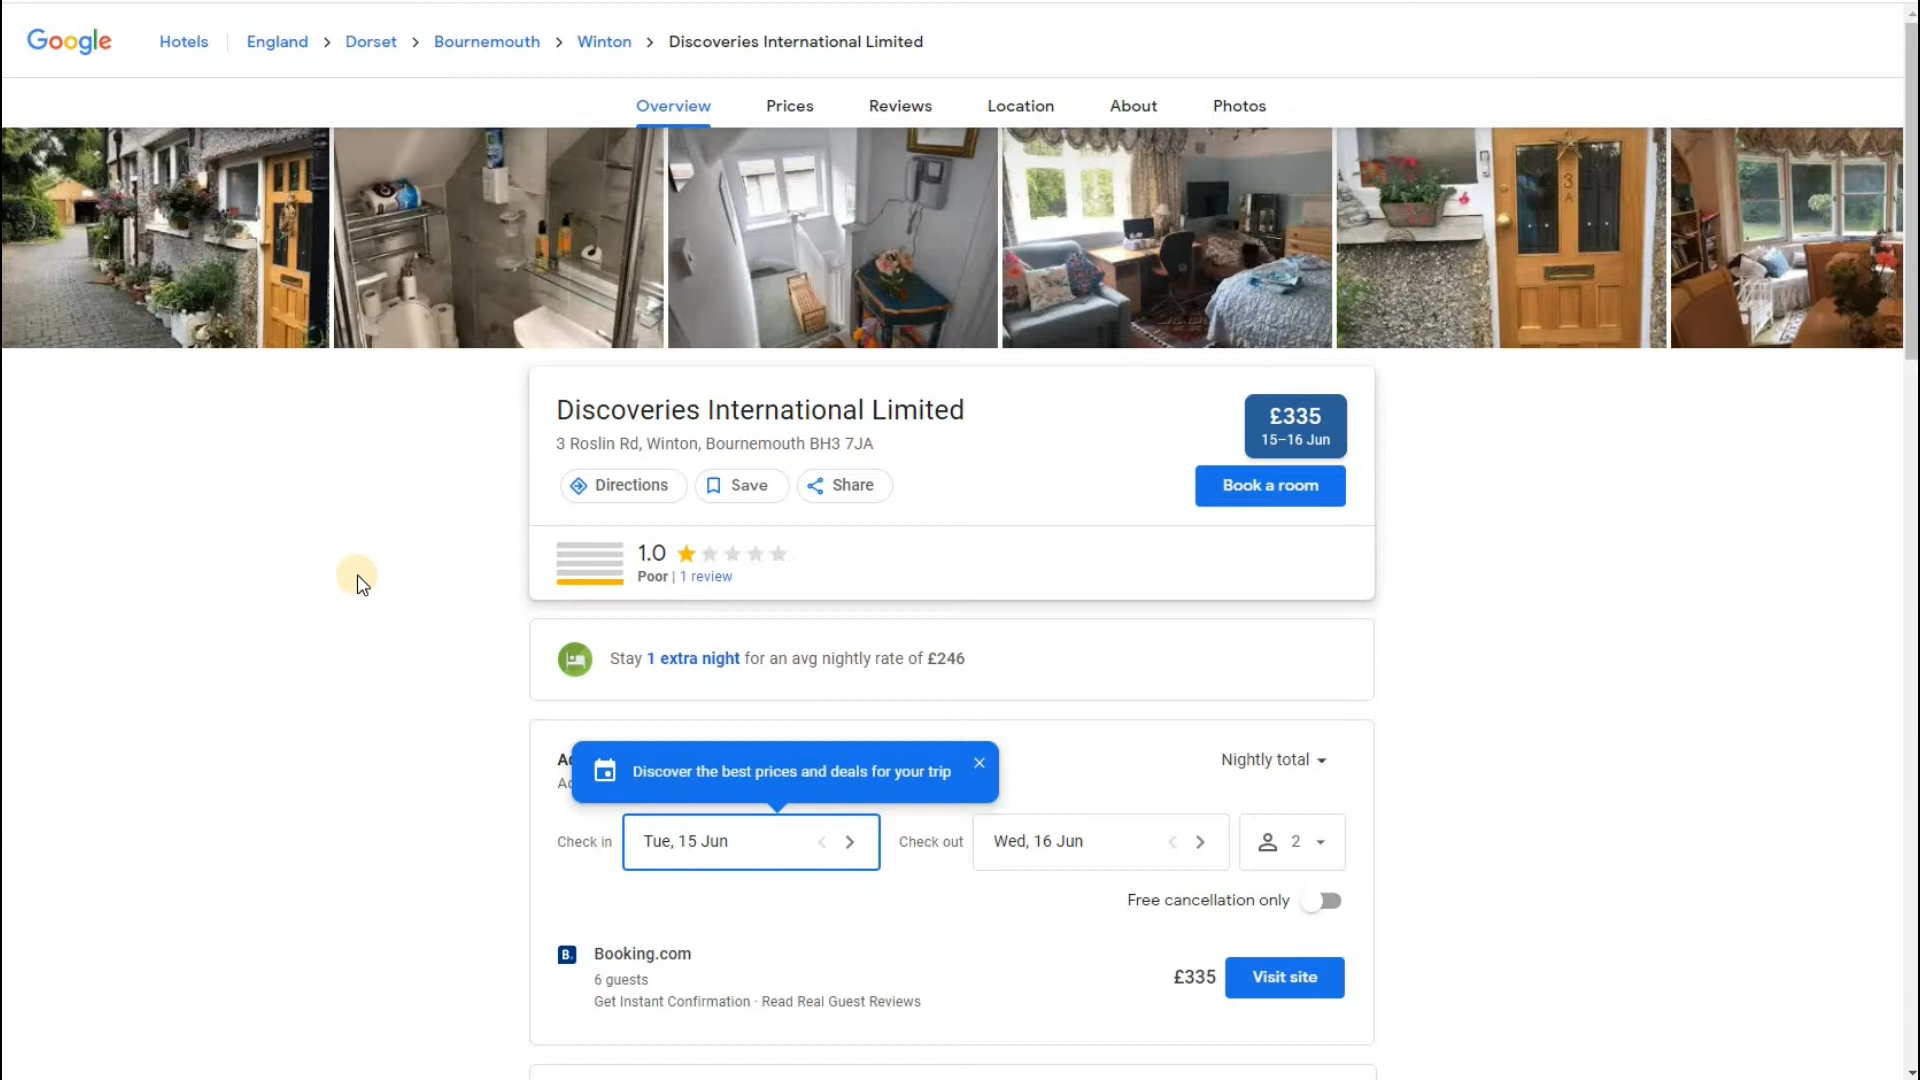 Google Hotels England > Dorset > Bournemouth > Winton > Discoveries International Limited
Overview Prices Reviews Location About Photos
3
A
Discoveries International Limited
3 Roslin Rd, Winton, Bournemouth BH3 7JA
£335
15–16 Jun
Directions Save Share
Book a room
1.0
Poor | 1 review
Stay 1 extra night for an avg nightly rate of £246
Discover the best prices and deals for your trip
Nightly total
Check in Tue, 15 Jun Check out Wed, 16 Jun 2
Free cancellation only
B. Booking.com
6 guests
Get Instant Confirmation · Read Real Guest Reviews
£335 Visit site